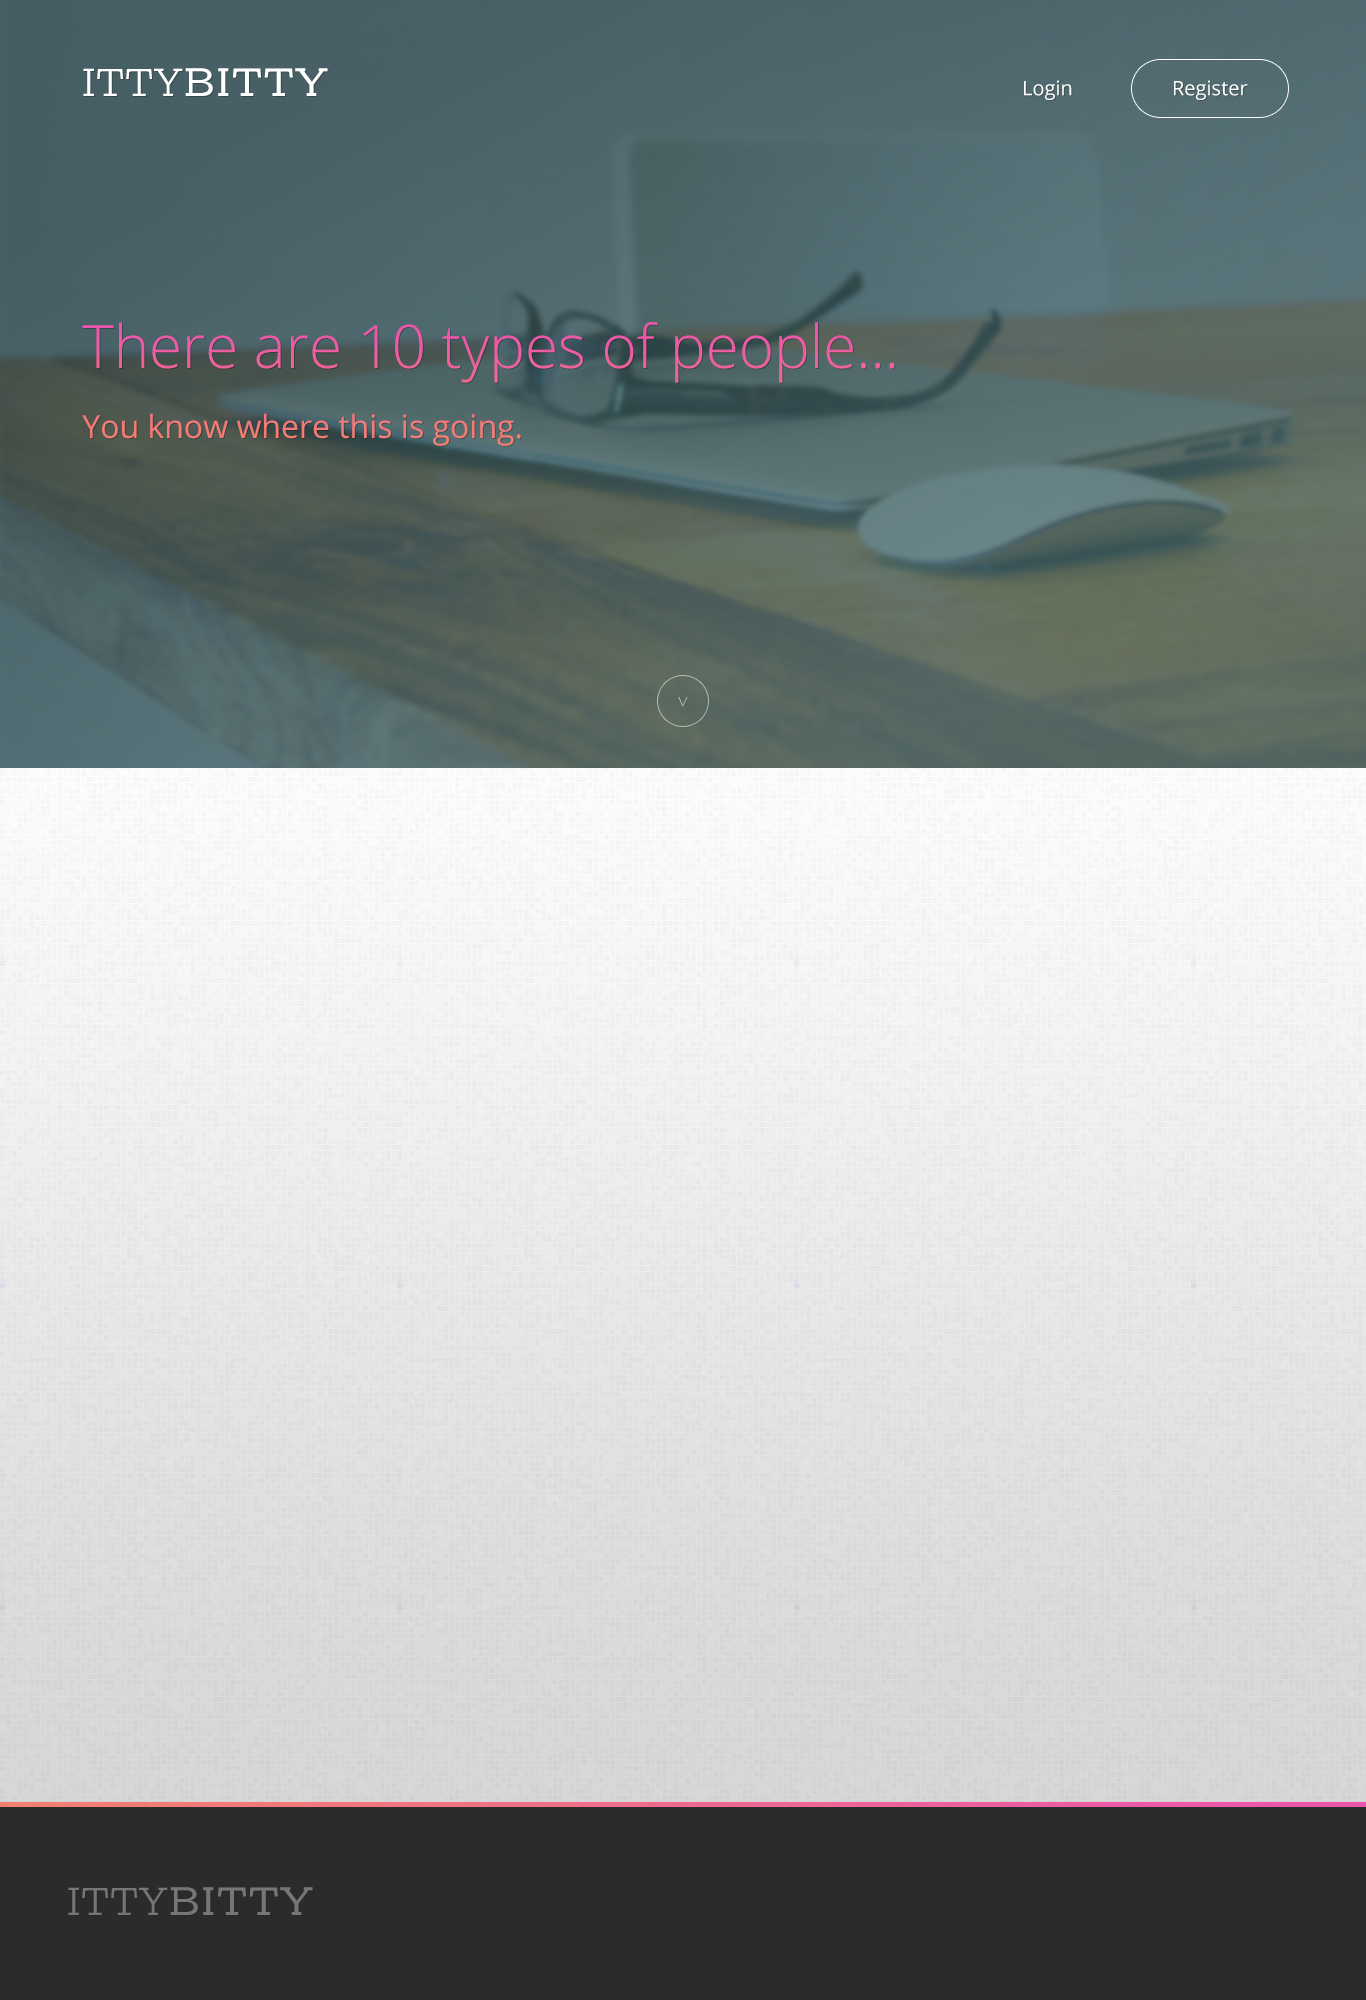 ITTYBITTY
Login
Register
There are 10 types of people...
You know where this is going.
ITTYBITTY